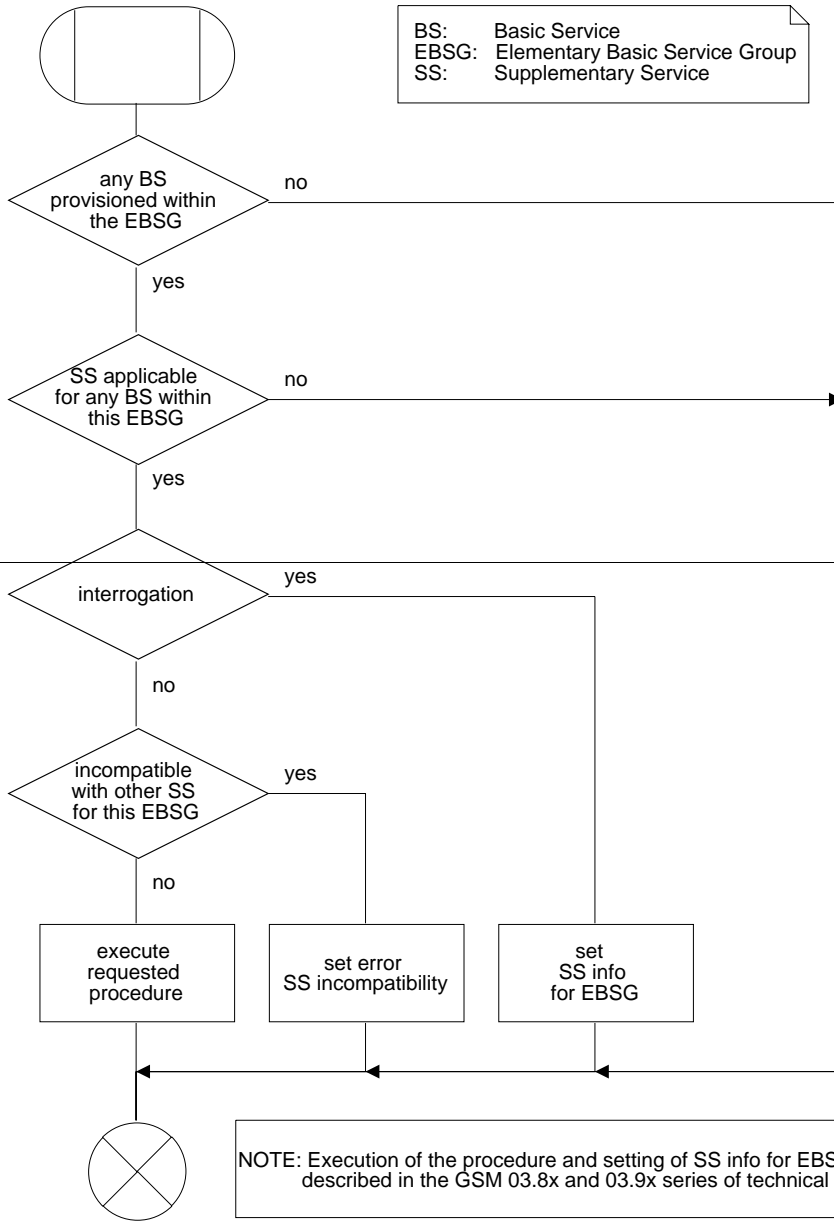 BS: Basic Service
EBSG: Elementary Basic Service Group
SS: Supplementary Service
any BS
provisioned within
the EBSG
no
yes
SS applicable
for any BS within
this EBSG
no
yes
interrogation
yes
no
incompatible
with other SS
for this EBSG
yes
no
execute
requested
procedure
set error
SS incompatibility
set
SS info
for EBSG
NOTE: Execution of the procedure and setting of SS info for
described in the GSM 03.8x and 03.9x series of technical